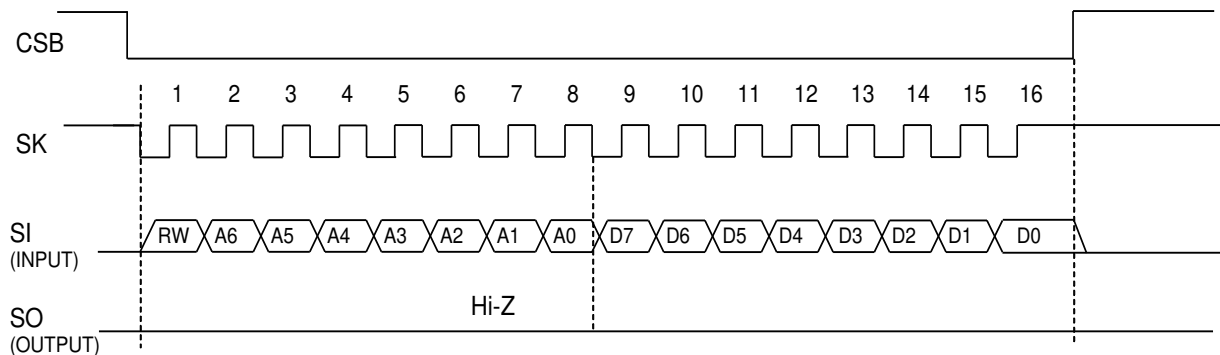 CSB
1 2 3 4 5 6 7 8 9 10 11 12 13 14 15 16
SK
SI
(INPUT)
RW A6 A5 A4 A3 A2 A1 A0 D7 D6 D5 D4 D3 D2 D1 D0
Hi-Z
SO
(OUTPUT)